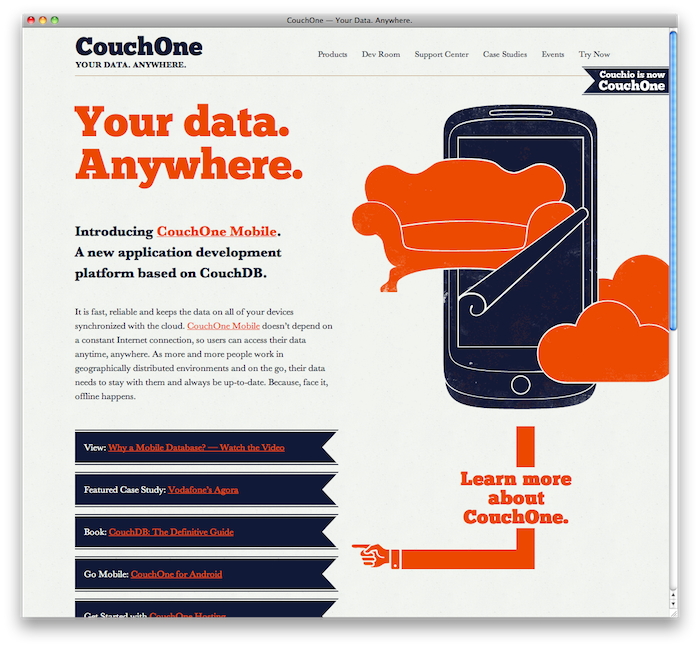 CouchOne — Your Data. Anywhere.
CouchOne
YOUR DATA. ANYWHERE.
Products Dev Room Support Center Case Studies Events Try Now
Couchio is now
CouchOne
Your data.
Anywhere.
Introducing CouchOne Mobile.
A new application development
platform based on CouchDB.
It is fast, reliable and keeps the data on all of your devices
synchronized with the cloud. CouchOne Mobile doesn't depend on
a constant Internet connection, so users can access their data
anytime, anywhere. As more and more people work in
geographically distributed environments and on the go, their data
needs to stay with them and always be up-to-date. Because, face it,
offline happens.
View: Why a Mobile Database? — Watch the Video
Featured Case Study: Vodafone's Agora
Book: CouchDB: The Definitive Guide
Go Mobile: CouchOne for Android
Get Started with CouchOne Hosting
Learn more
about
CouchOne.